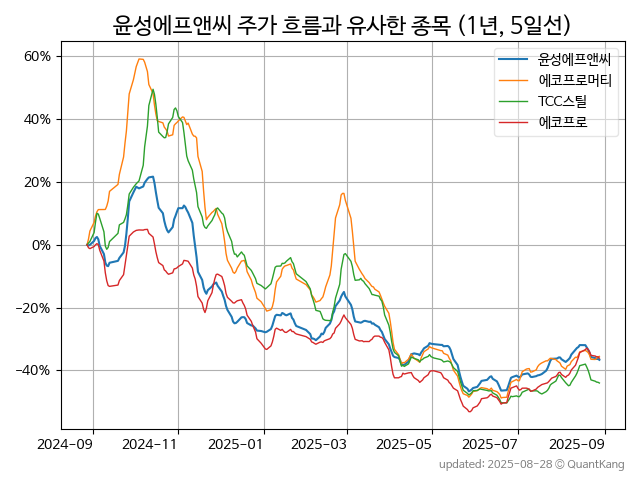 윤성에프앤씨 주가 흐름과 유사한 종목 (1년, 5일선)
60%
40%
20%
0%
−20%
−40%
윤성에프앤씨
에코프로머티
TCC스틸
에코프로
2024-09
2024-11
2025-01
2025-03
2025-05
2025-07
2025-09
updated: 2025-08-28 © QuantKang